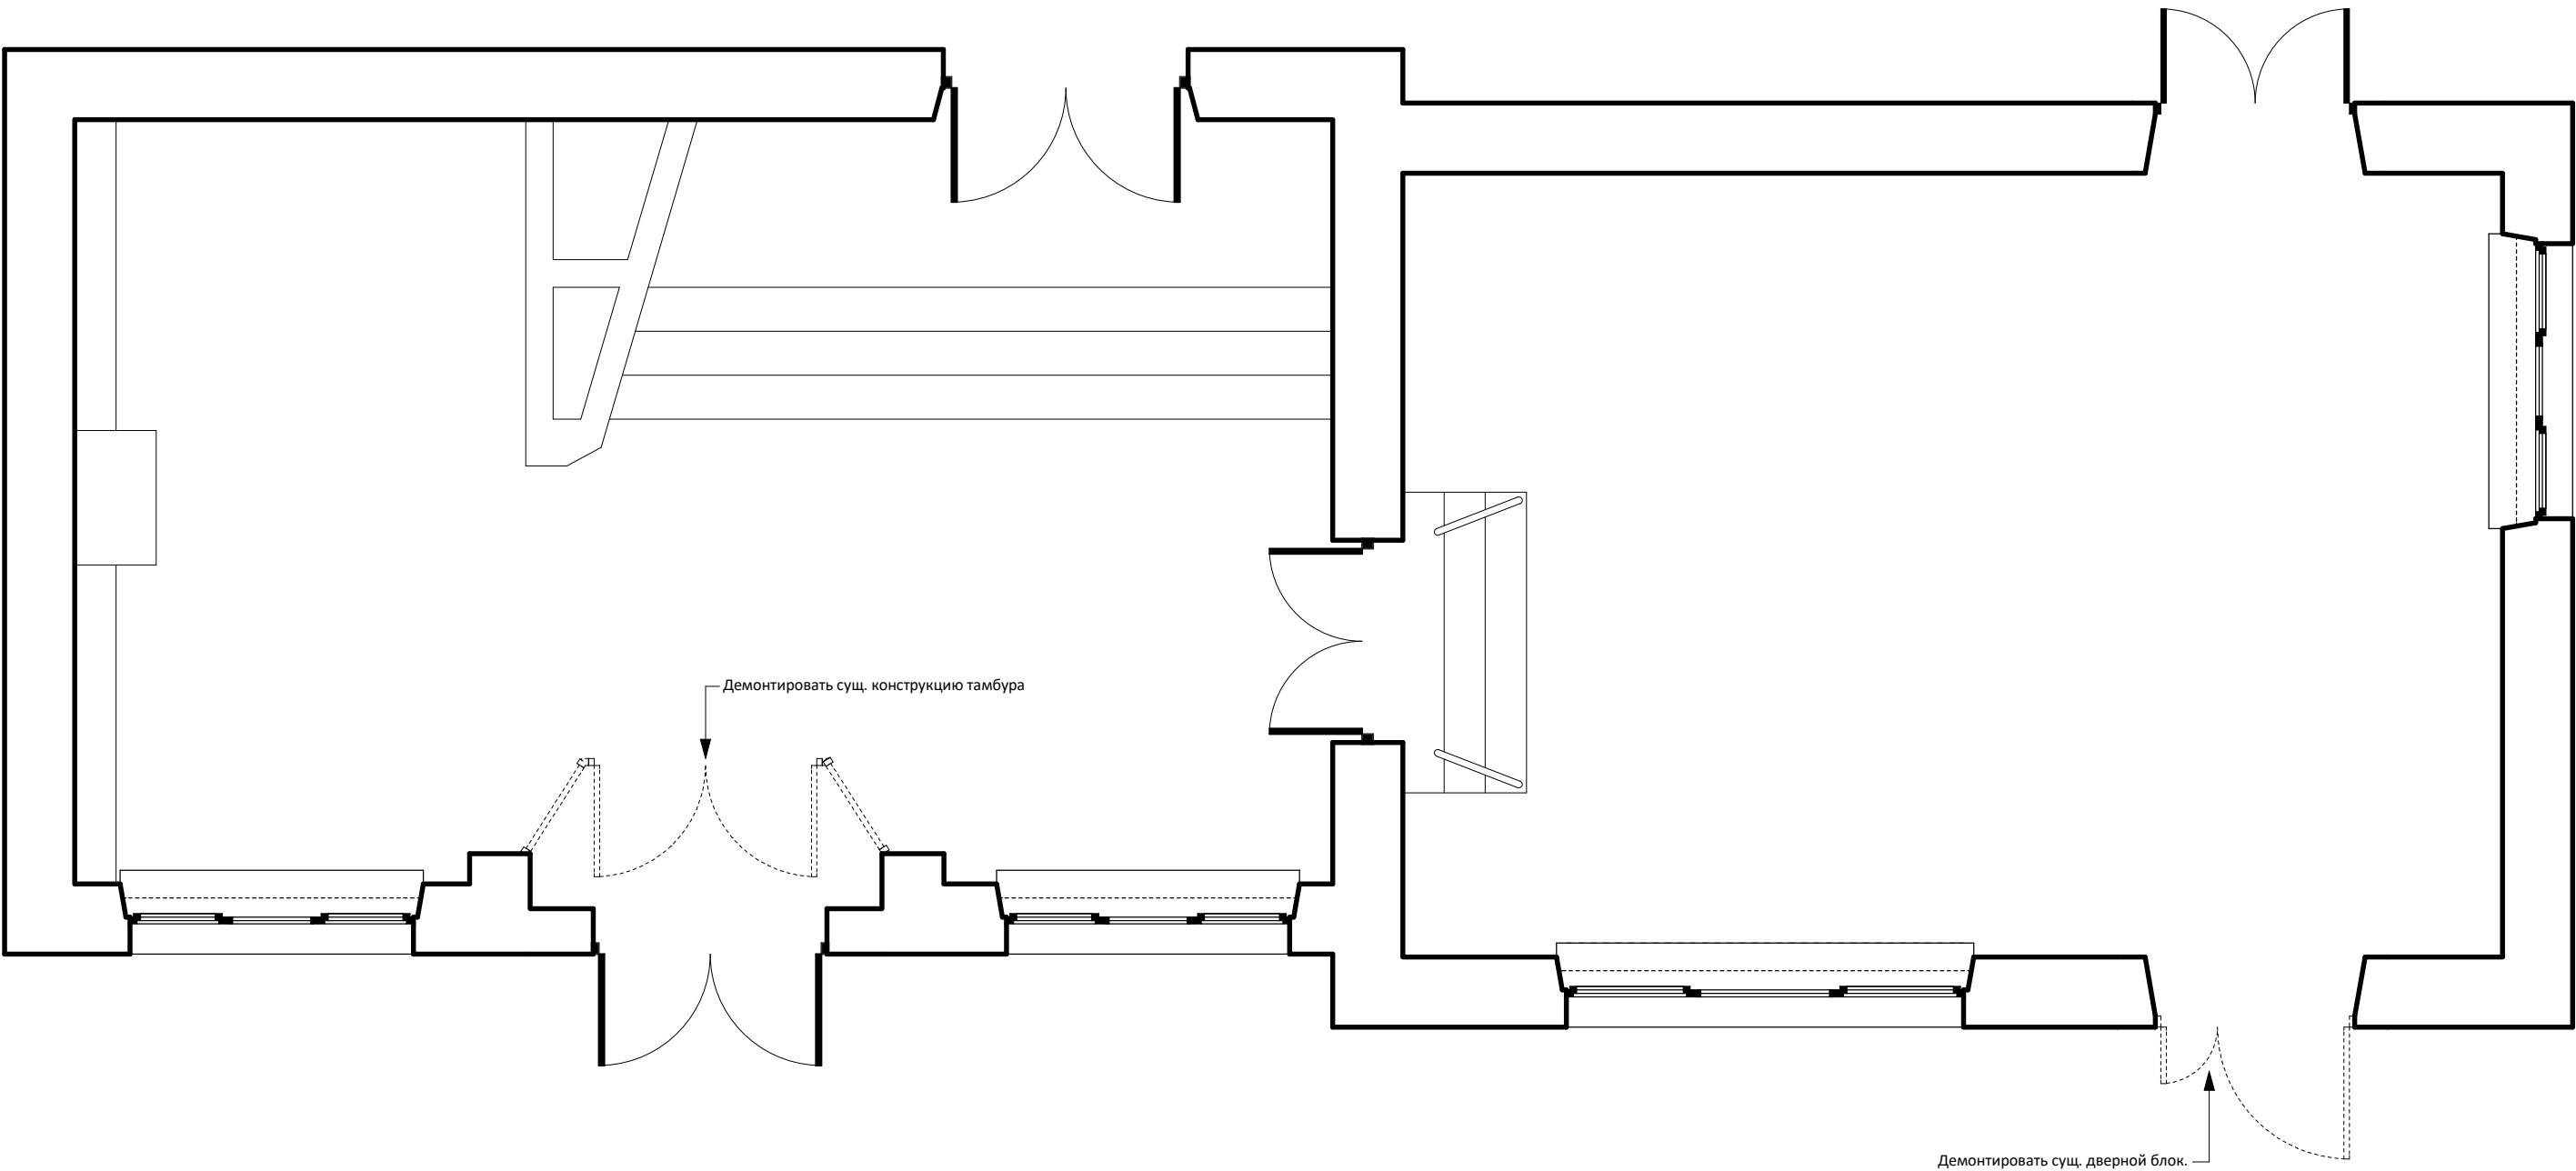 Демонтировать сущ. конструкцию тамбура
Демонтировать сущ. дверной блок.